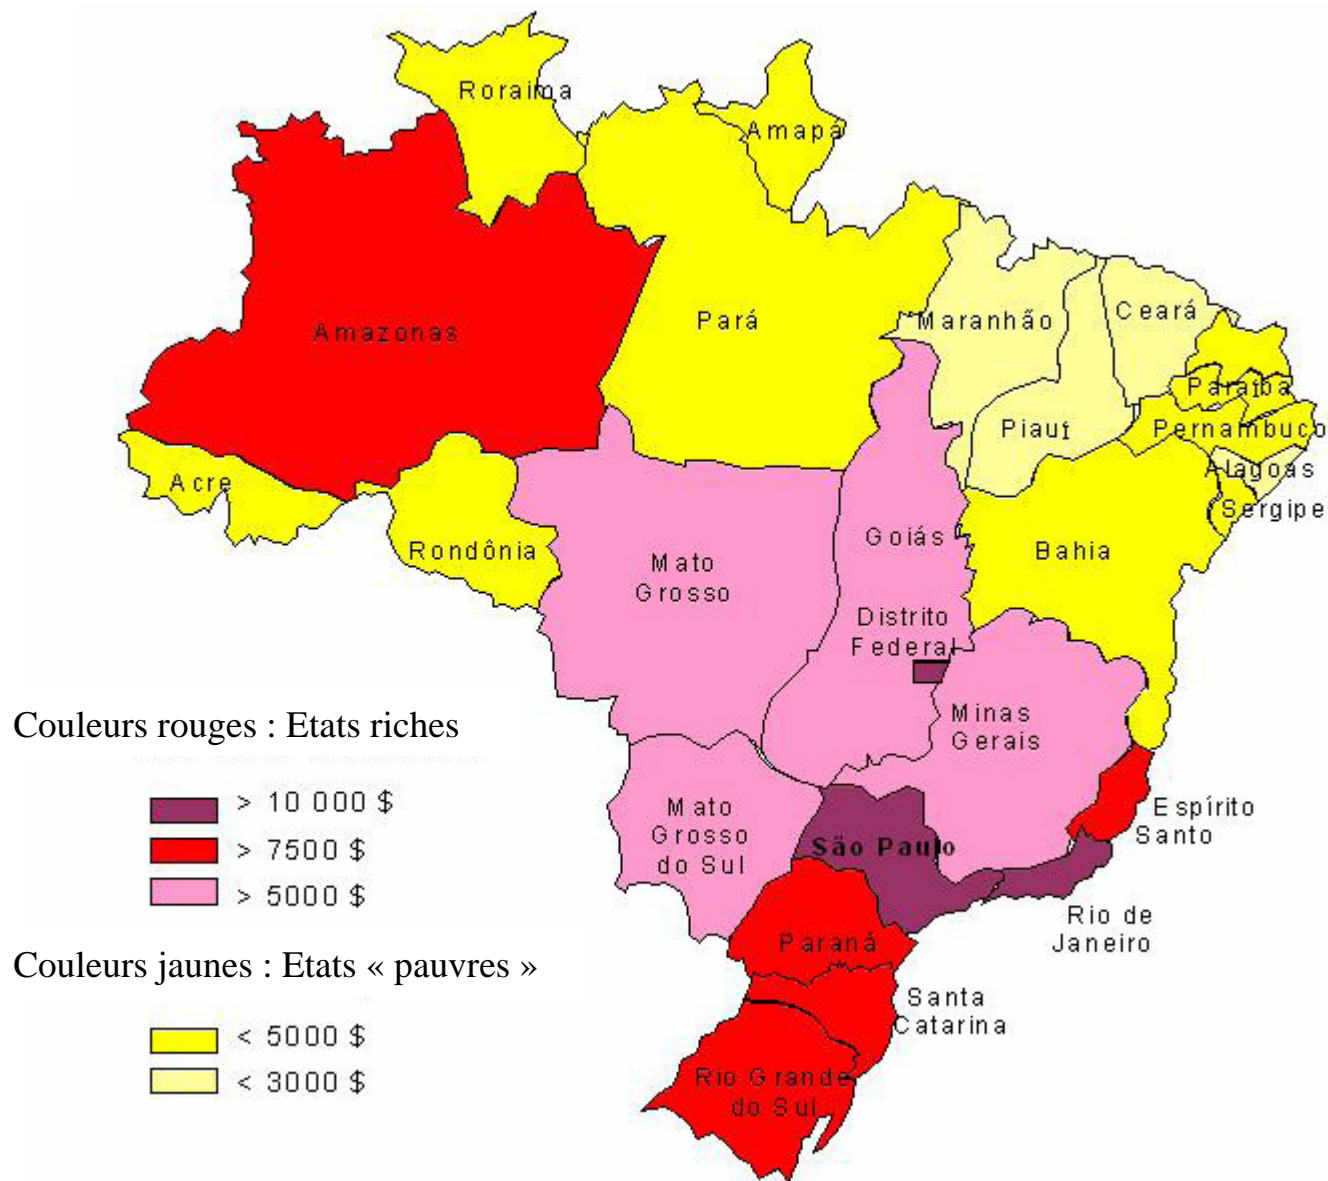 Roraima
Amapá
Amazonas
Pará
Maranhão
Ceará
Piauí
Paraíba
Pernambuco
Alagoas
Sergipe
Acre
Rondônia
Mato
Grosso
Goiás
Bahia
Distrito
Federal
Minas
Gerais
Couleurs rouges : Etats riches
> 10 000 $
> 7500 $
> 5000 $
Mato
Grosso
do Sul
São Paulo
Espírito
Santo
Rio de
Janeiro
Paraná
Couleurs jaunes : Etats « pauvres »
< 5000 $
< 3000 $
Santa
Catarina
Rio Grande
do Sul